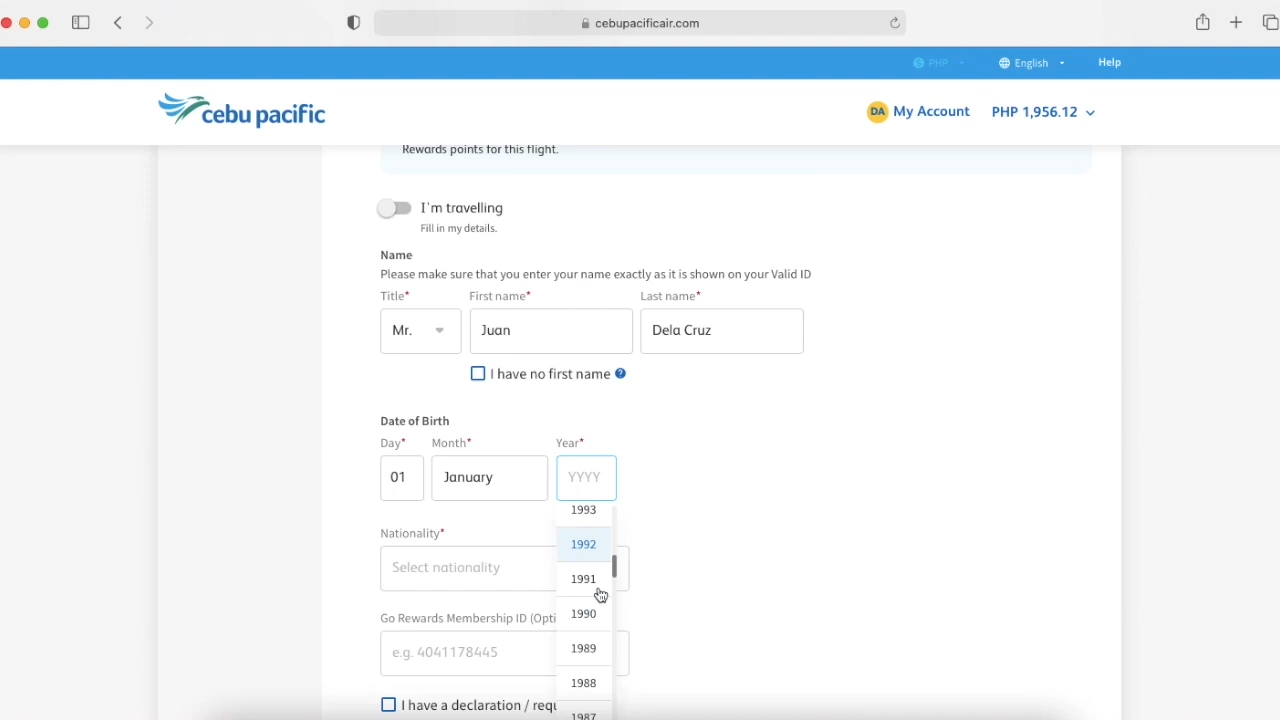 cebupacificair.com
PHP
English
Help
cebu pacific
DA My Account PHP 1,956.12
Rewards points for this flight.
I'm travelling
Fill in my details.
Name
Please make sure that you enter your name exactly as it is shown on your Valid ID
Title* First name* Last name*
Mr. Juan Dela Cruz
I have no first name ?
Date of Birth
Day* Month* Year*
01 January YYYY
1993
1992
1991
1990
1989
1988
1987
Nationality*
Select nationality
Go Rewards Membership ID (Opti
e.g. 4041178445
I have a declaration / requ